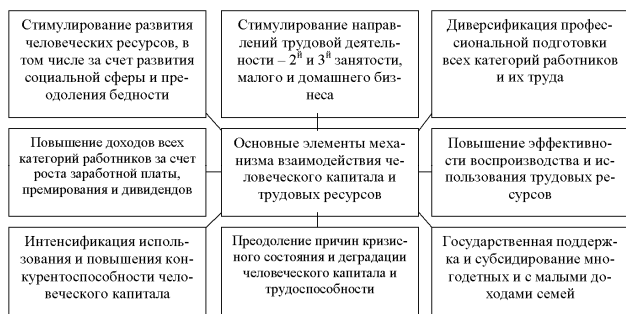 Стимулирование развития
человеческих ресурсов, в
том числе за счет развития
социальной сферы и пре-
одоления бедности
Стимулирование направ-
лений трудовой деятель-
ности – 2й и 3й занятости,
малого и домашнего биз-
неса
Диверсификация профес-
сиональной подготовки
всех категорий работников
и их труда
Повышение доходов всех
категорий работников за счет
роста заработной платы,
премирования и дивидендов
Основные элементы меха-
низма взаимодействия че-
ловеческого капитала и
трудовых ресурсов
Повышение эффективно-
сти воспроизводства и ис-
пользования трудовых ре-
сурсов
Интенсификация исполь-
зования и повышения кон-
курентоспособности чело-
веческого капитала
Преодоление причин кризис-
ного состояния и деградации
человеческого капитала и
трудоспособности
Государственная поддерж-
ка и субсидирование мно-
годетных и с малыми до-
ходами семей